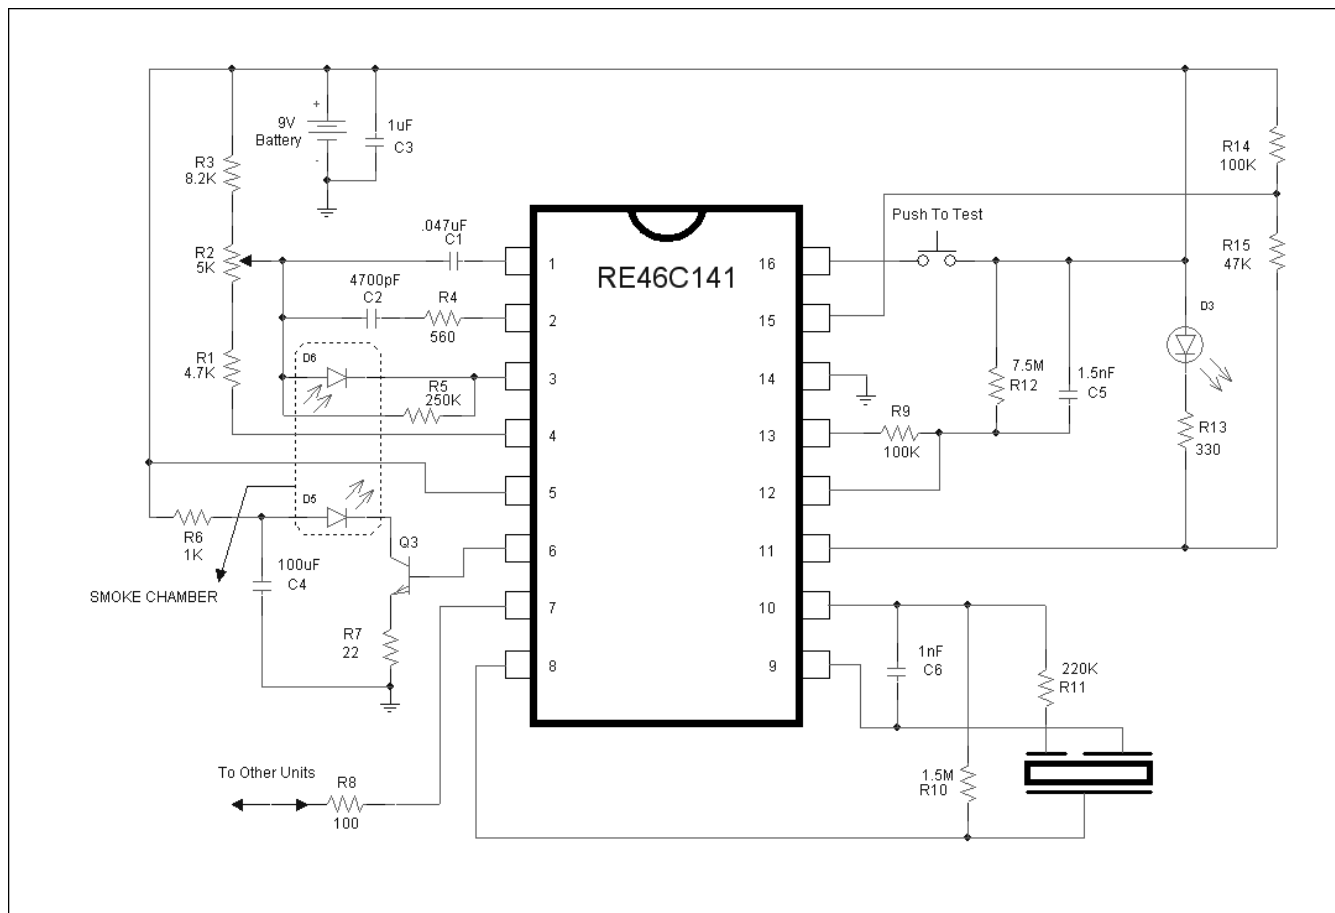 +
9V
Battery
-
1uF
C3
R3
8.2K
R14
100K
.047uF
C1
Push To Test
R2
5K
R15
47K
1
16
RE46C141
4700pF
C2
R4
560
2
15
D3
D6
R1
4.7K
R5
250K
3
14
7.5M
R12
1.5nF
C5
4
13
R9
100K
R13
330
D5
5
12
R6
1K
Q3
6
11
100uF
C4
SMOKE CHAMBER
7
10
R7
22
8
9
1nF
C6
220K
R11
To Other Units
R8
100
1.5M
R10